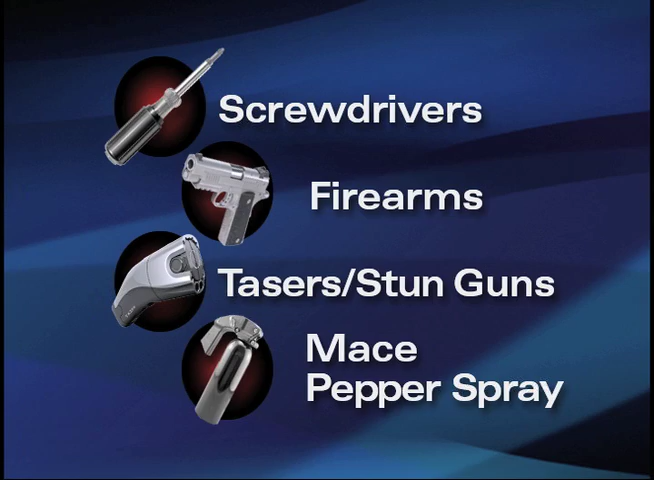 Screwdrivers
Firearms
Tasers/Stun Guns
Mace
Pepper Spray